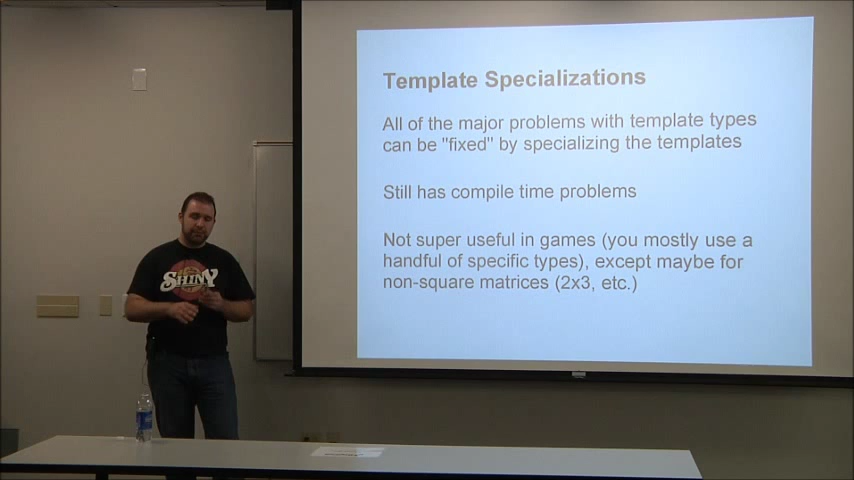 Template Specializations
All of the major problems with template types
can be "fixed" by specializing the templates
Still has compile time problems
Not super useful in games (you mostly use a
handful of specific types), except maybe for
non-square matrices (2x3, etc.)
SHINY